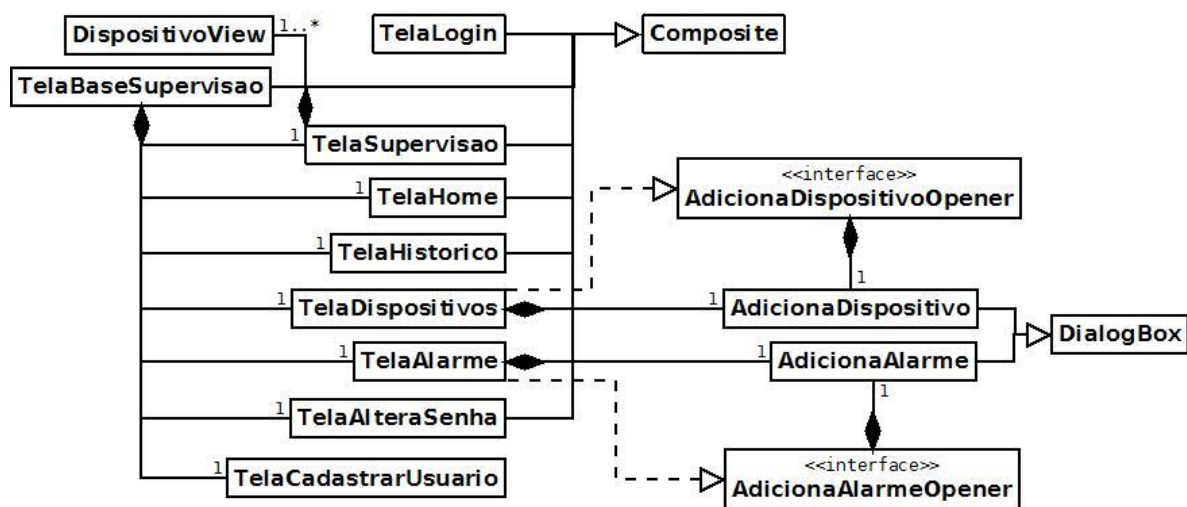 DispositivoView
1..*
TelaLogin
Composite
TelaBaseSupervisao
1
TelaSupervisao
1
TelaHome
<<interface>>
AdicionaDispositivoOpener
1
TelaHistorico
1
1
TelaDispositivos
1
AdicionaDispositivo
DialogBox
1
TelaAlarme
1
AdicionaAlarme
1
1
TelaAlteraSenha
1
TelaCadastrarUsuario
<<interface>>
AdicionaAlarmeOpener